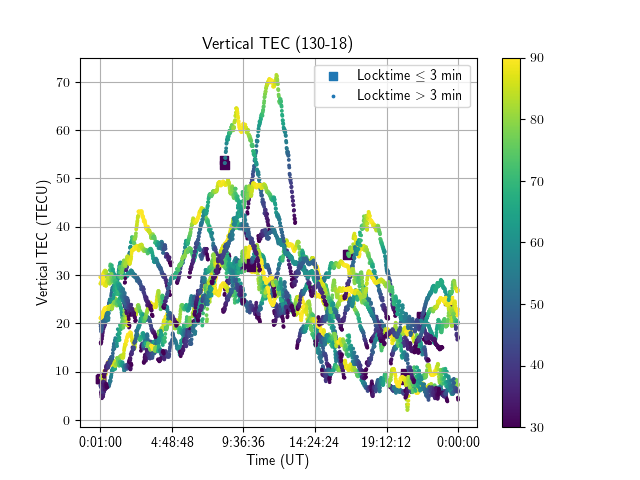 Vertical TEC (130-18)
Locktime ≤ 3 min
Locktime > 3 min
Vertical TEC (TECU)
70
60
50
40
30
20
10
0
0:01:00 4:48:48 9:36:36 14:24:24 19:12:12 0:00:00
Time (UT)
90
80
70
60
50
40
30